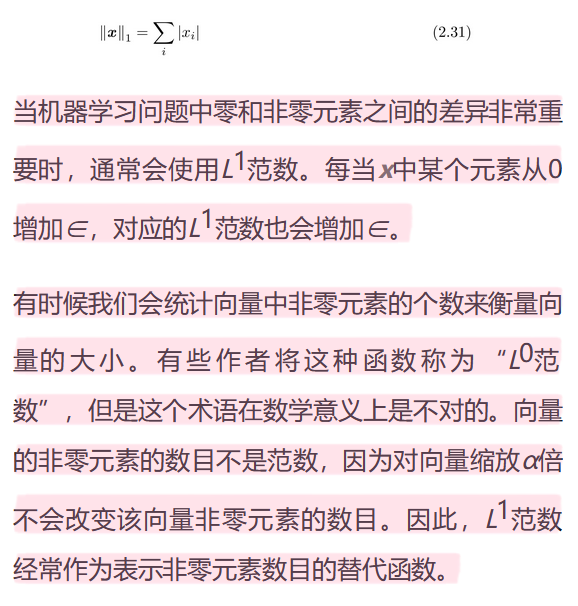 ‖x‖₁ = ∑ᵢ |xᵢ| (2.31)
当机器学习问题中零和非零元素之间的差异非常重
要时，通常会使用L¹范数。每当x中某个元素从0
增加∈，对应的L¹范数也会增加∈。
有时候我们会统计向量中非零元素的个数来衡量向
量的大小。有些作者将这种函数称为“L⁰范
数”，但是这个术语在数学意义上是不对的。向量
的非零元素的数目不是范数，因为对向量缩放α倍
不会改变该向量非零元素的数目。因此，L¹范数
经常作为表示非零元素数目的替代函数。